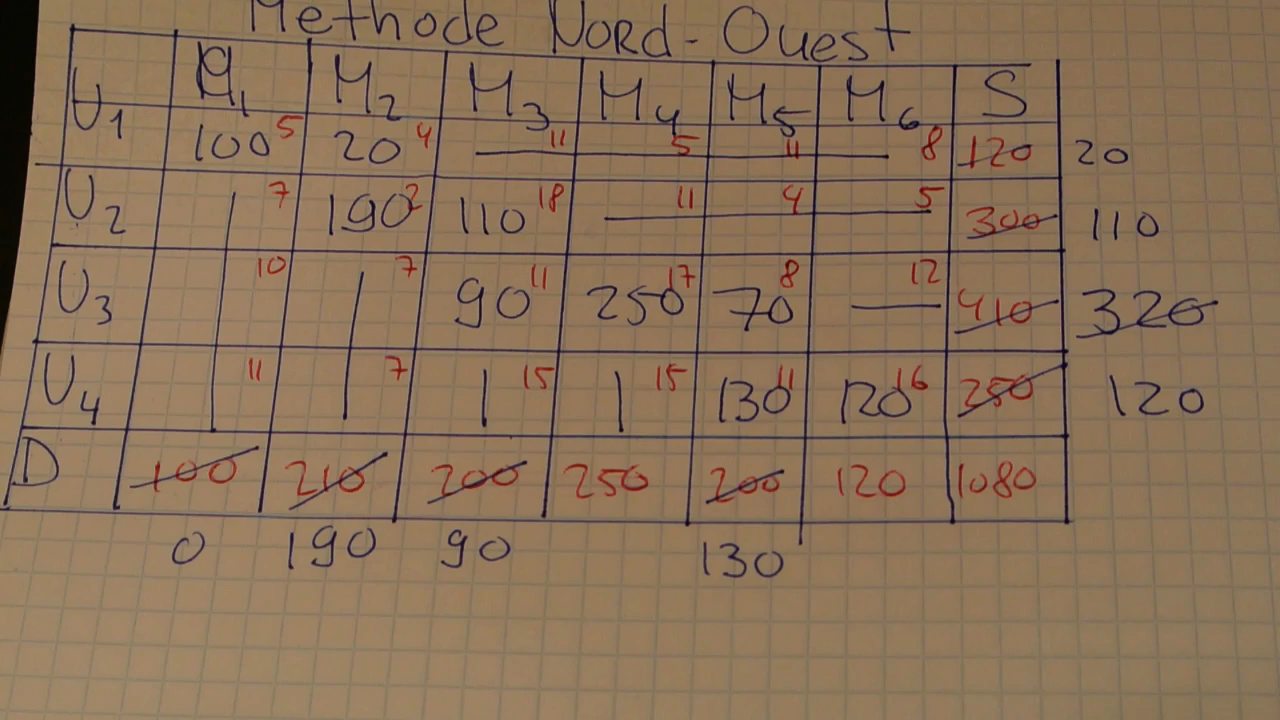 Methode Nord-Ouest
M1 M2 M3 M4 M5 M6 S
U1 100 5 20 4 11 5 11 8 120 20
U2 7 190 2 110 18 11 4 5 300 110
U3 10 7 90 11 250 17 70 8 12 410 320
U4 11 7 15 15 130 11 120 16 250 120
D 100 210 200 250 200 120 1080
0 190 90 130